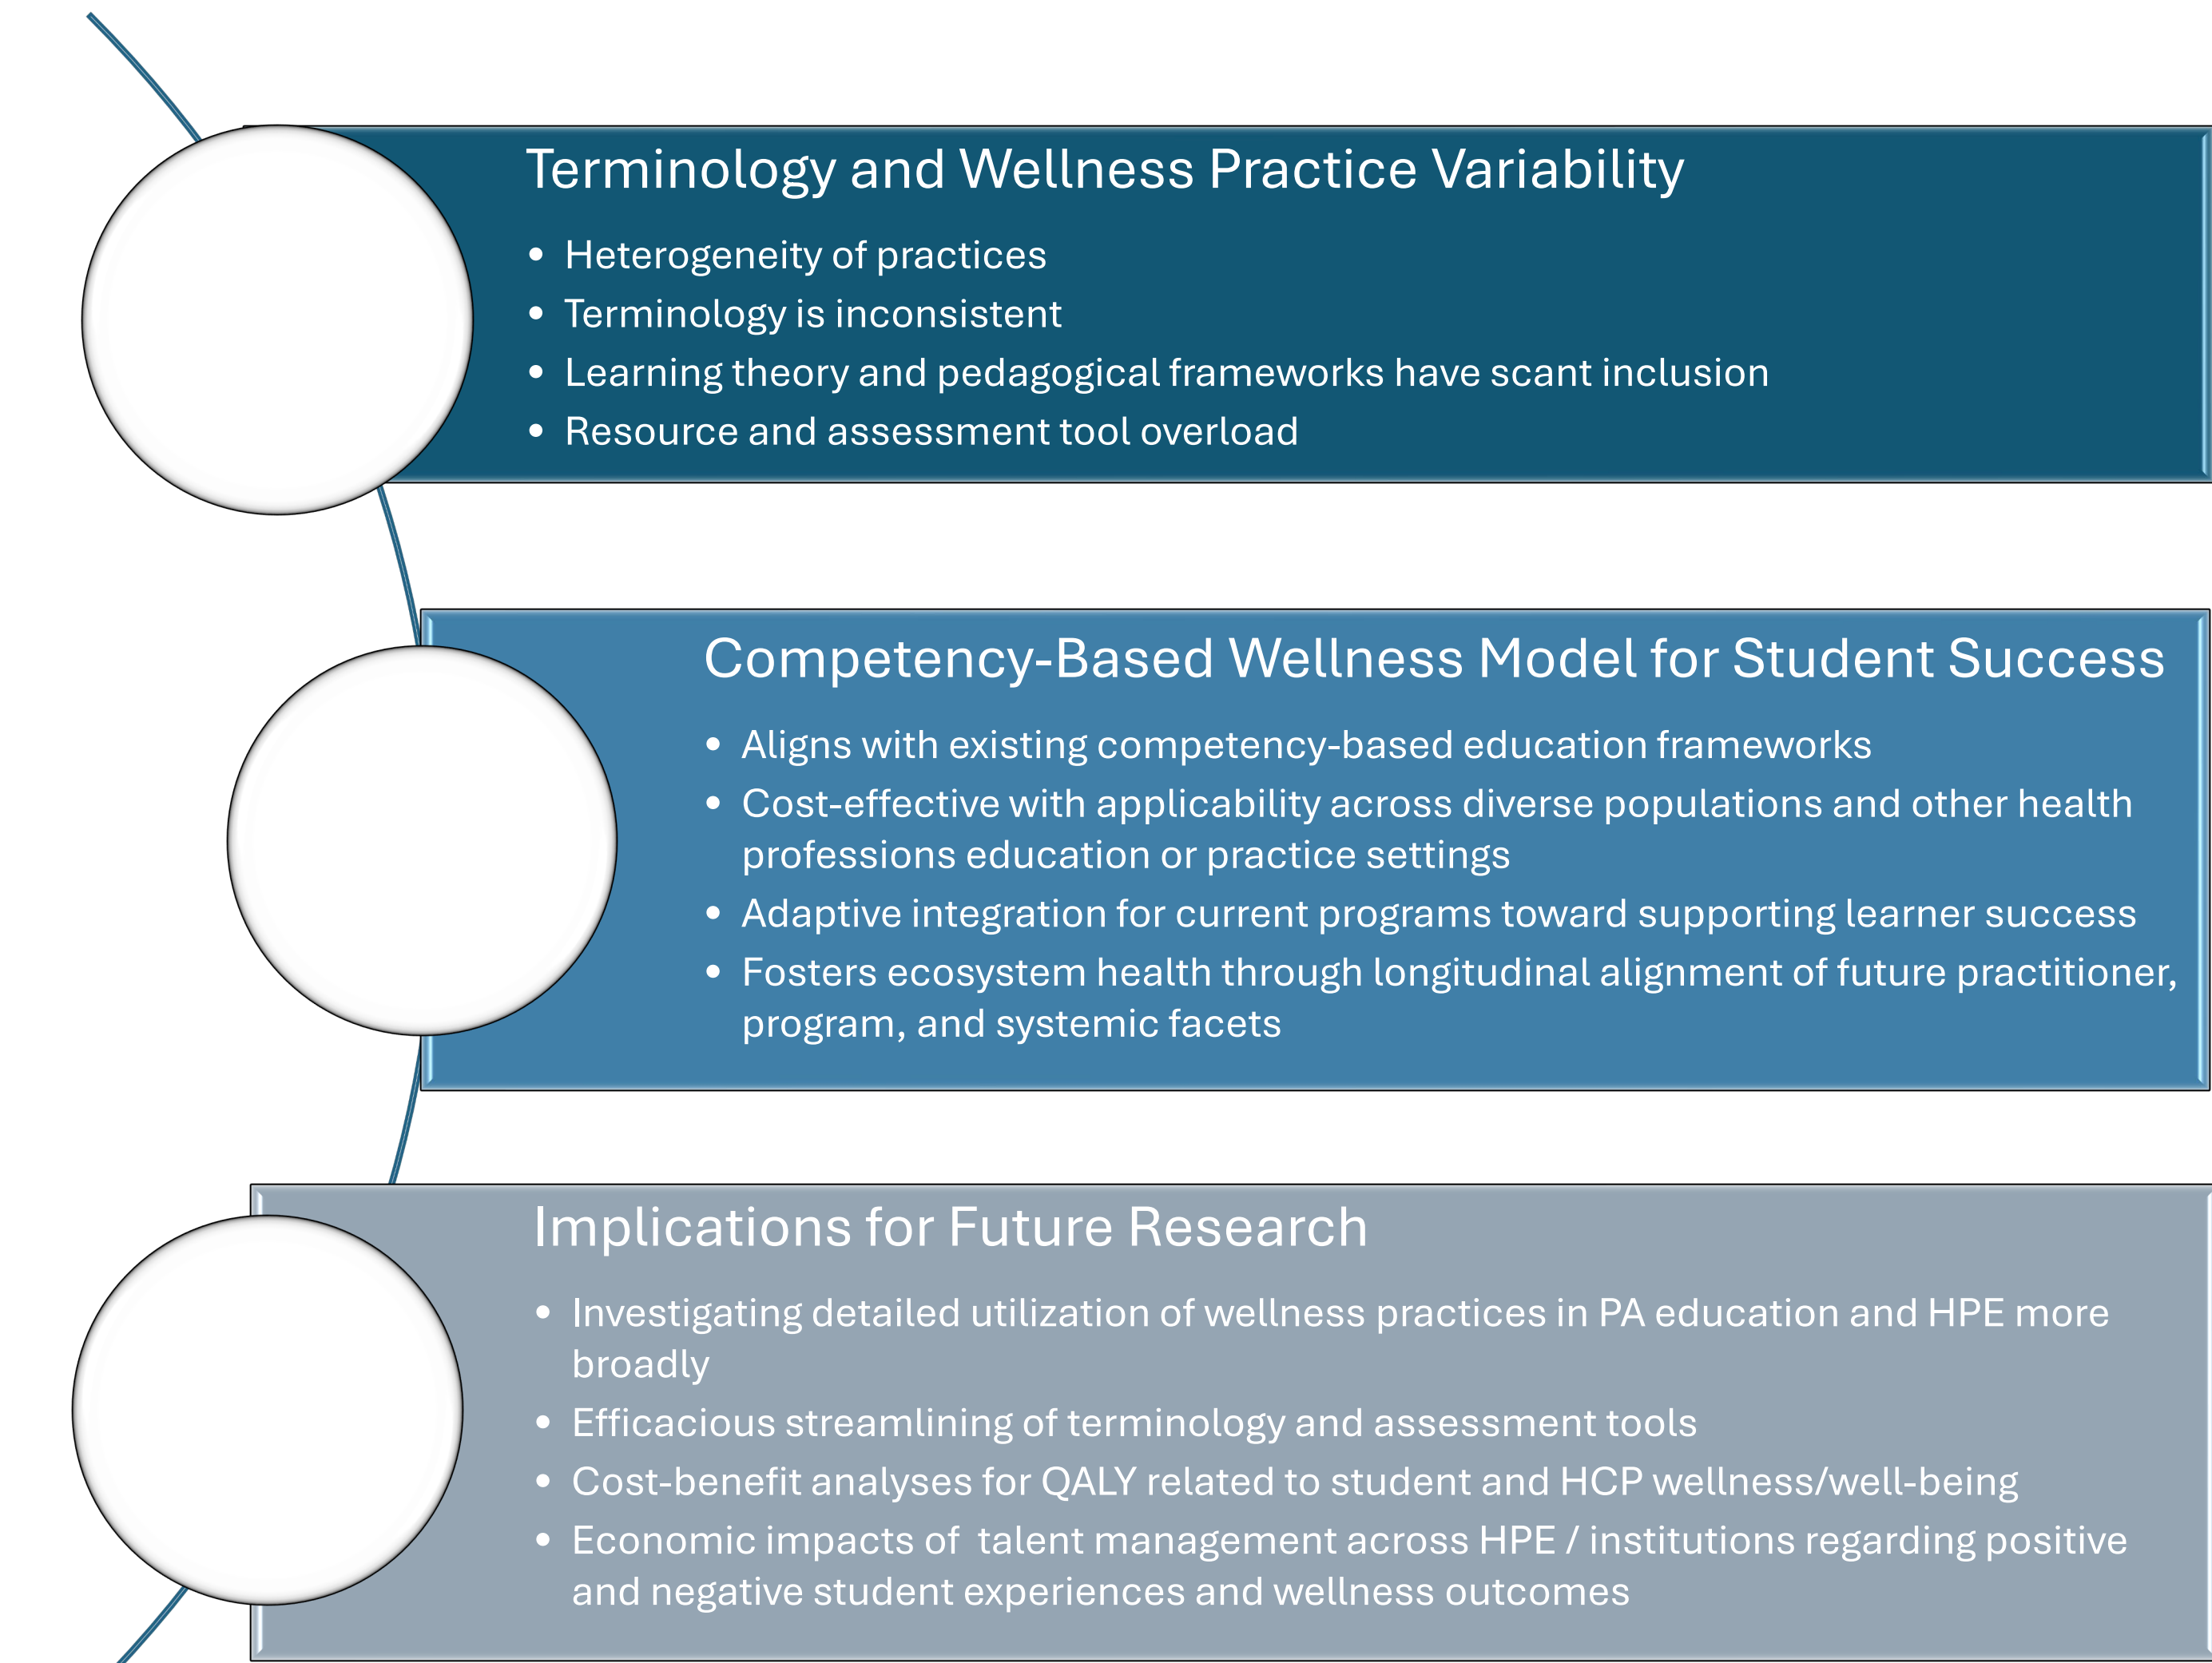 Terminology and Wellness Practice Variability
• Heterogeneity of practices
• Terminology is inconsistent
• Learning theory and pedagogical frameworks have scant inclusion
• Resource and assessment tool overload
Competency-Based Wellness Model for Student Success
• Aligns with existing competency-based education frameworks
• Cost-effective with applicability across diverse populations and other health
professions education or practice settings
• Adaptive integration for current programs toward supporting learner success
• Fosters ecosystem health through longitudinal alignment of future practitioner,
program, and systemic facets
Implications for Future Research
• Investigating detailed utilization of wellness practices in PA education and HPE more
broadly
• Efficacious streamlining of terminology and assessment tools
• Cost-benefit analyses for QALY related to student and HCP wellness/well-being
• Economic impacts of  talent management across HPE / institutions regarding positive
and negative student experiences and wellness outcomes